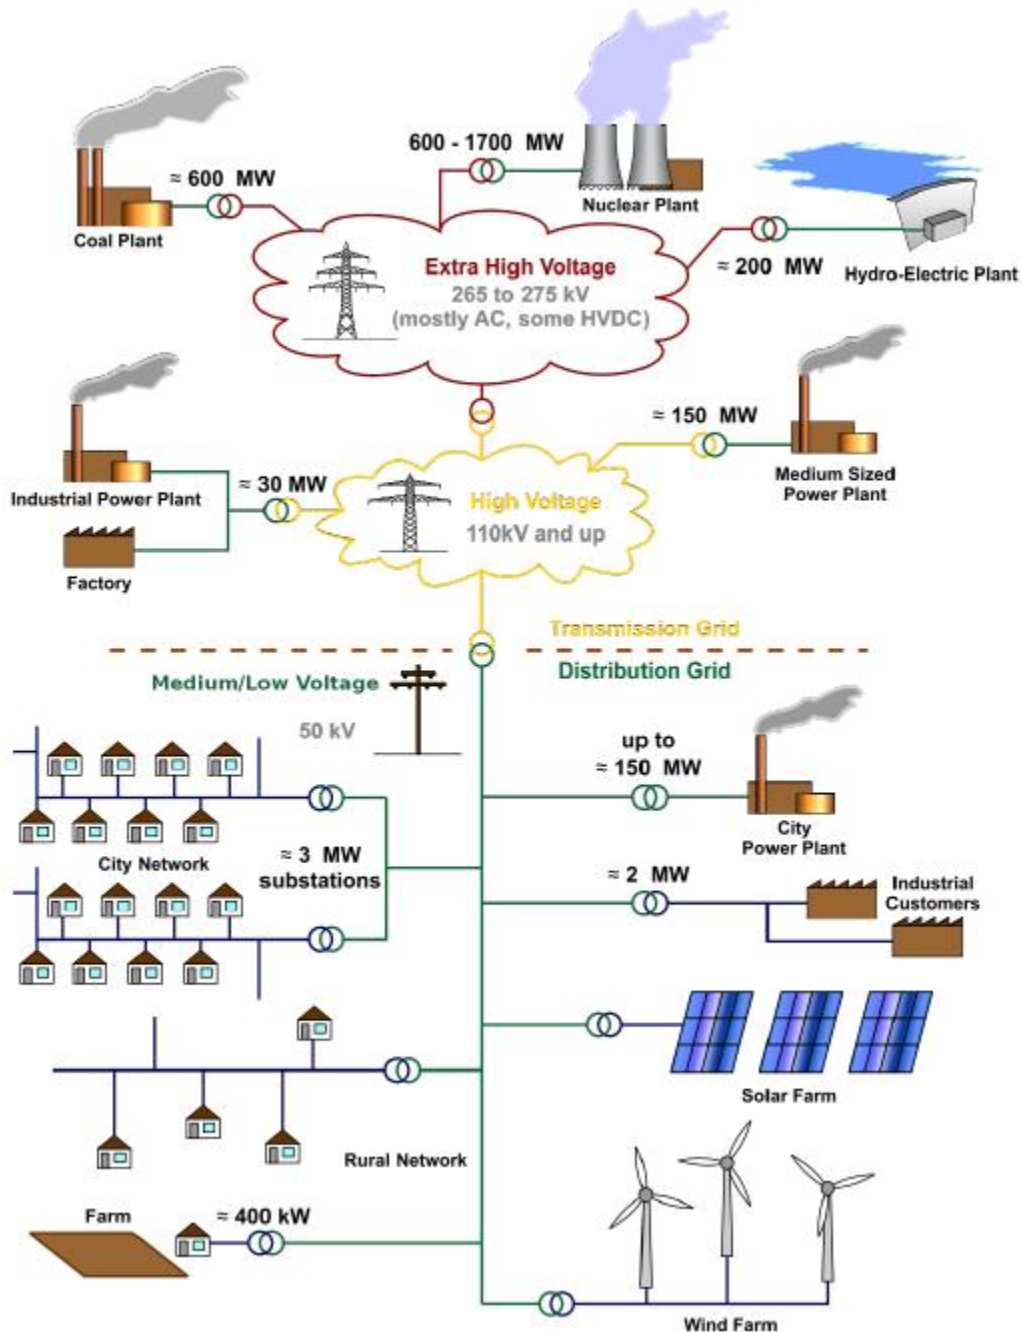 600 - 1700 MW
≈ 600 MW
Nuclear Plant
Coal Plant
Extra High Voltage
265 to 275 kV
(mostly AC, some HVDC)
≈ 200 MW
Hydro-Electric Plant
≈ 150 MW
Medium Sized
Power Plant
≈ 30 MW
Industrial Power Plant
High Voltage
110kV and up
Factory
Transmission Grid
Distribution Grid
Medium/Low Voltage
50 kV
up to
≈ 150 MW
City
Power Plant
City Network
≈ 3 MW
substations
≈ 2 MW
Industrial
Customers
Solar Farm
Rural Network
Farm
≈ 400 kW
Wind Farm